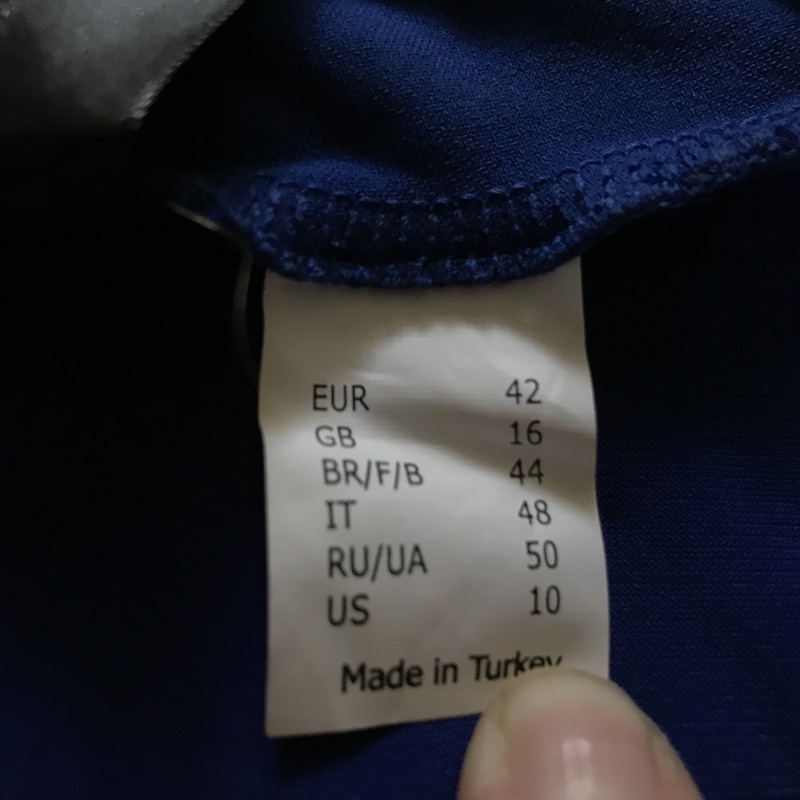 EUR 42
GB 16
BR/F/B 44
IT 48
RU/UA 50
US 10
Made in Turkey